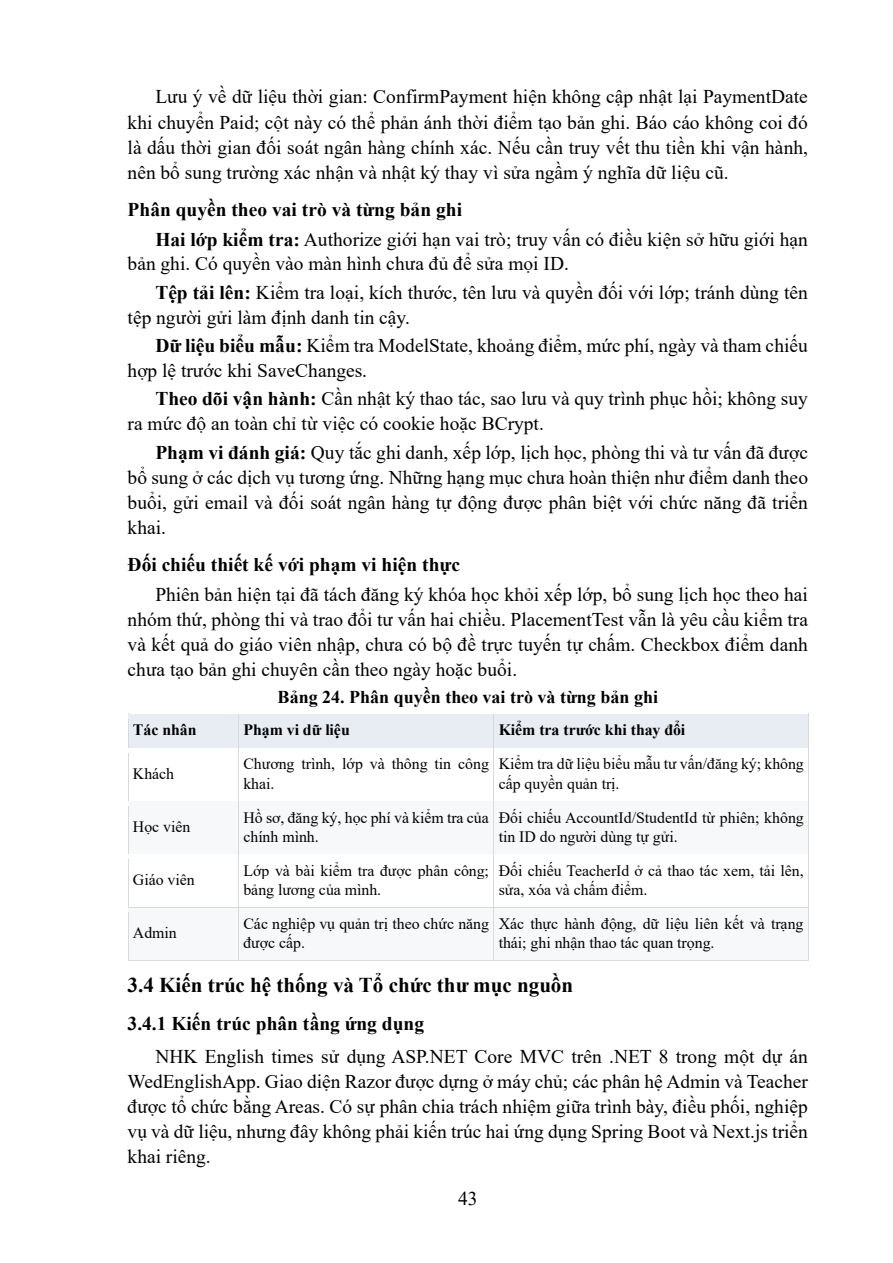 Lưu ý về dữ liệu thời gian: ConfirmPayment hiện không cập nhật lại PaymentDate
khi chuyển Paid; cột này có thể phản ánh thời điểm tạo bản ghi. Báo cáo không coi đó
là dấu thời gian đối soát ngân hàng chính xác. Nếu cần truy vết thu tiền khi vận hành,
nên bổ sung trường xác nhận và nhật ký thay vì sửa ngầm ý nghĩa dữ liệu cũ.
Phân quyền theo vai trò và từng bản ghi
Hai lớp kiểm tra: Authorize giới hạn vai trò; truy vấn có điều kiện sở hữu giới hạn
bản ghi. Có quyền vào màn hình chưa đủ để sửa mọi ID.
Tệp tải lên: Kiểm tra loại, kích thước, tên lưu và quyền đối với lớp; tránh dùng tên
tệp người gửi làm định danh tin cậy.
Dữ liệu biểu mẫu: Kiểm tra ModelState, khoảng điểm, mức phí, ngày và tham chiếu
hợp lệ trước khi SaveChanges.
Theo dõi vận hành: Cần nhật ký thao tác, sao lưu và quy trình phục hồi; không suy
ra mức độ an toàn chỉ từ việc có cookie hoặc BCrypt.
Phạm vi đánh giá: Quy tắc ghi danh, xếp lớp, lịch học, phòng thi và tư vấn đã được
bổ sung ở các dịch vụ tương ứng. Những hạng mục chưa hoàn thiện như điểm danh theo
buổi, gửi email và đối soát ngân hàng tự động được phân biệt với chức năng đã triển
khai.
Đối chiếu thiết kế với phạm vi hiện thực
Phiên bản hiện tại đã tách đăng ký khóa học khỏi xếp lớp, bổ sung lịch học theo hai
nhóm thứ, phòng thi và trao đổi tư vấn hai chiều. PlacementTest vẫn là yêu cầu kiểm tra
và kết quả do giáo viên nhập, chưa có bộ đề trực tuyến tự chấm. Checkbox điểm danh
chưa tạo bản ghi chuyên cần theo ngày hoặc buổi.
Bảng 24. Phân quyền theo vai trò và từng bản ghi
Tác nhân Phạm vi dữ liệu Kiểm tra trước khi thay đổi
Khách Chương trình, lớp và thông tin công khai. Kiểm tra dữ liệu biểu mẫu tư vấn/đăng ký; không cấp quyền quản trị.
Học viên Hồ sơ, đăng ký, học phí và kiểm tra của chính mình. Đối chiếu AccountId/StudentId từ phiên; không tin ID do người dùng tự gửi.
Giáo viên Lớp và bài kiểm tra được phân công; bảng lương của mình. Đối chiếu TeacherId ở cả thao tác xem, tải lên, sửa, xóa và chấm điểm.
Admin Các nghiệp vụ quản trị theo chức năng được cấp. Xác thực hành động, dữ liệu liên kết và trạng thái; ghi nhận thao tác quan trọng.
3.4 Kiến trúc hệ thống và Tổ chức thư mục nguồn
3.4.1 Kiến trúc phân tầng ứng dụng
NHK English times sử dụng ASP.NET Core MVC trên .NET 8 trong một dự án
WedEnglishApp. Giao diện Razor được dựng ở máy chủ; các phân hệ Admin và Teacher
được tổ chức bằng Areas. Có sự phân chia trách nhiệm giữa trình bày, điều phối, nghiệp
vụ và dữ liệu, nhưng đây không phải kiến trúc hai ứng dụng Spring Boot và Next.js triển
khai riêng.
43